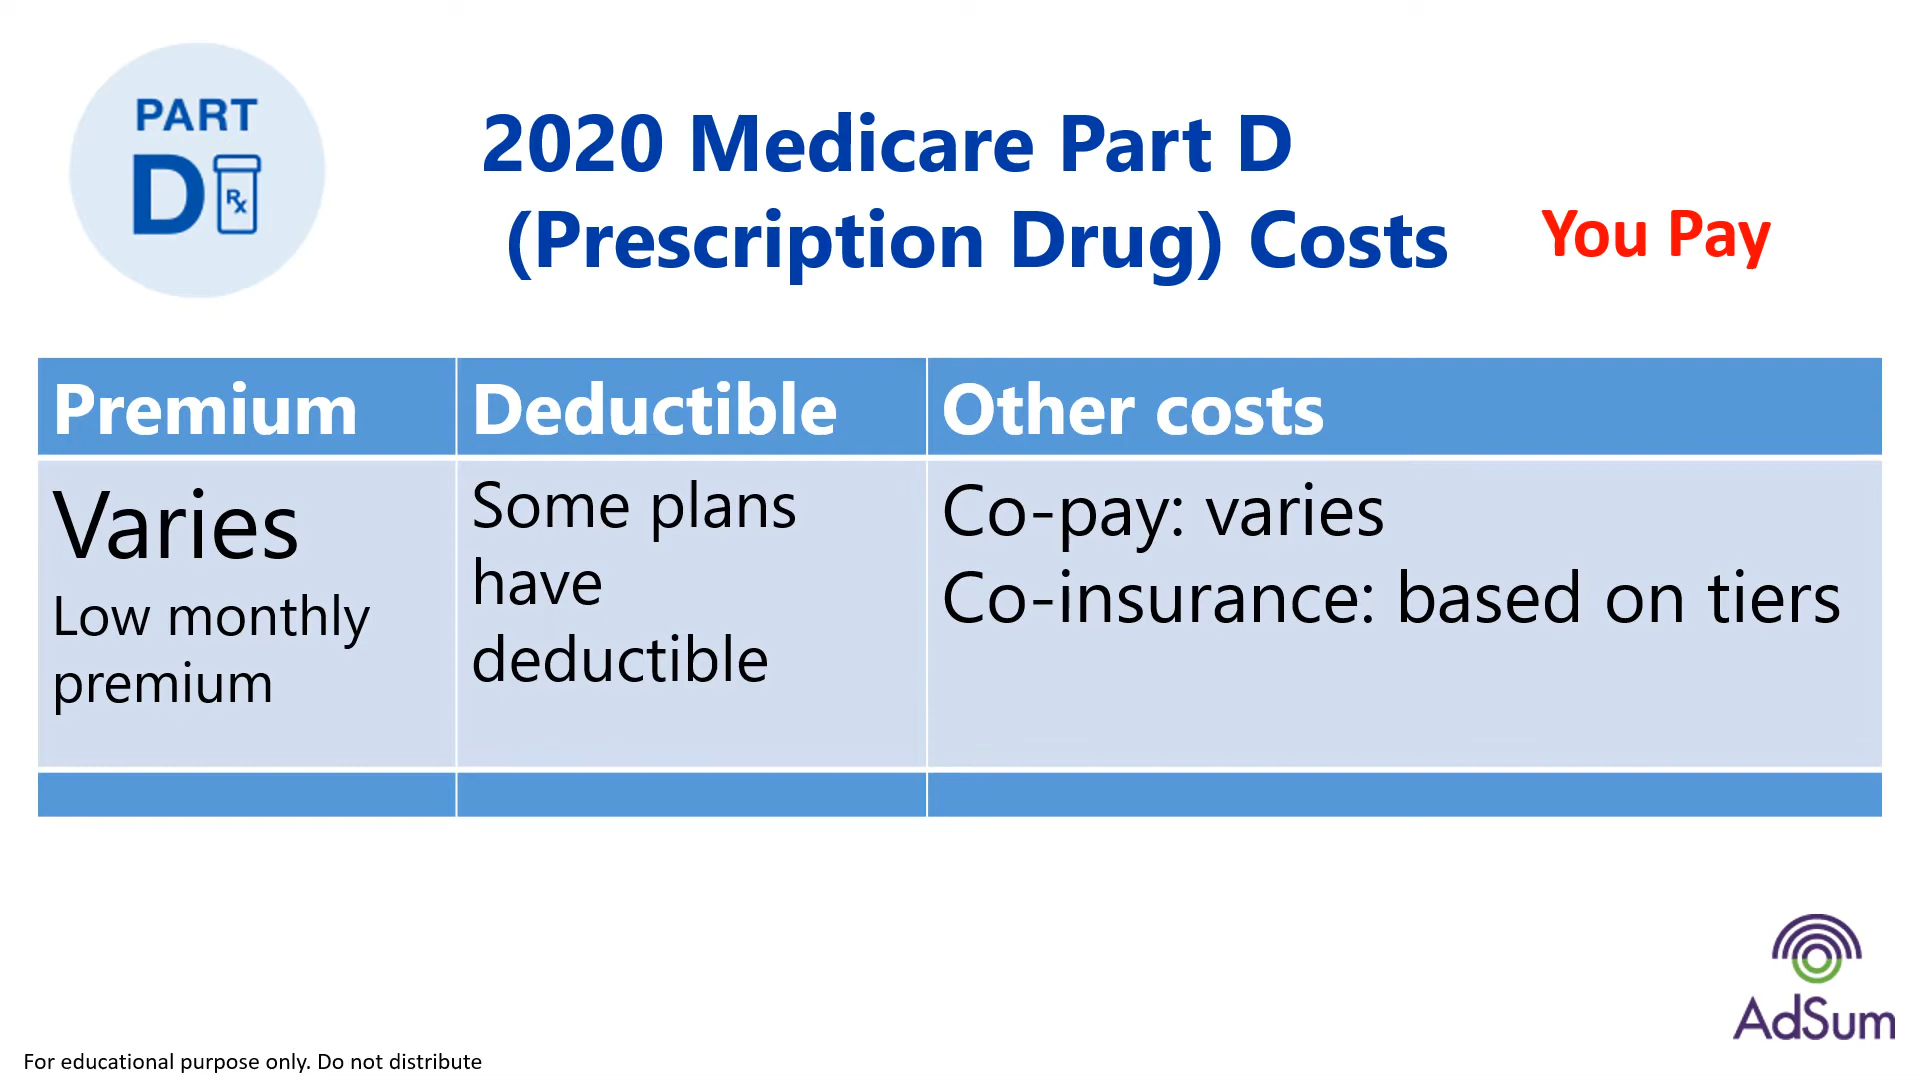 PART
D Rx
2020 Medicare Part D
(Prescription Drug) Costs
You Pay
Premium
Deductible
Other costs
Varies
Low monthly
premium
Some plans
have
deductible
Co-pay: varies
Co-insurance: based on tiers
AdSum
For educational purpose only. Do not distribute